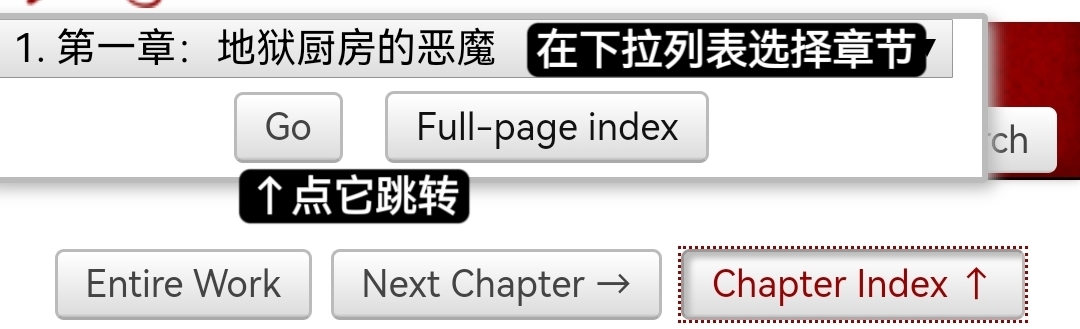 1. 第一章：地狱厨房的恶魔 在下拉列表选择章节
Go Full-page index
ch
↑点它跳转
Entire Work Next Chapter → Chapter Index ↑